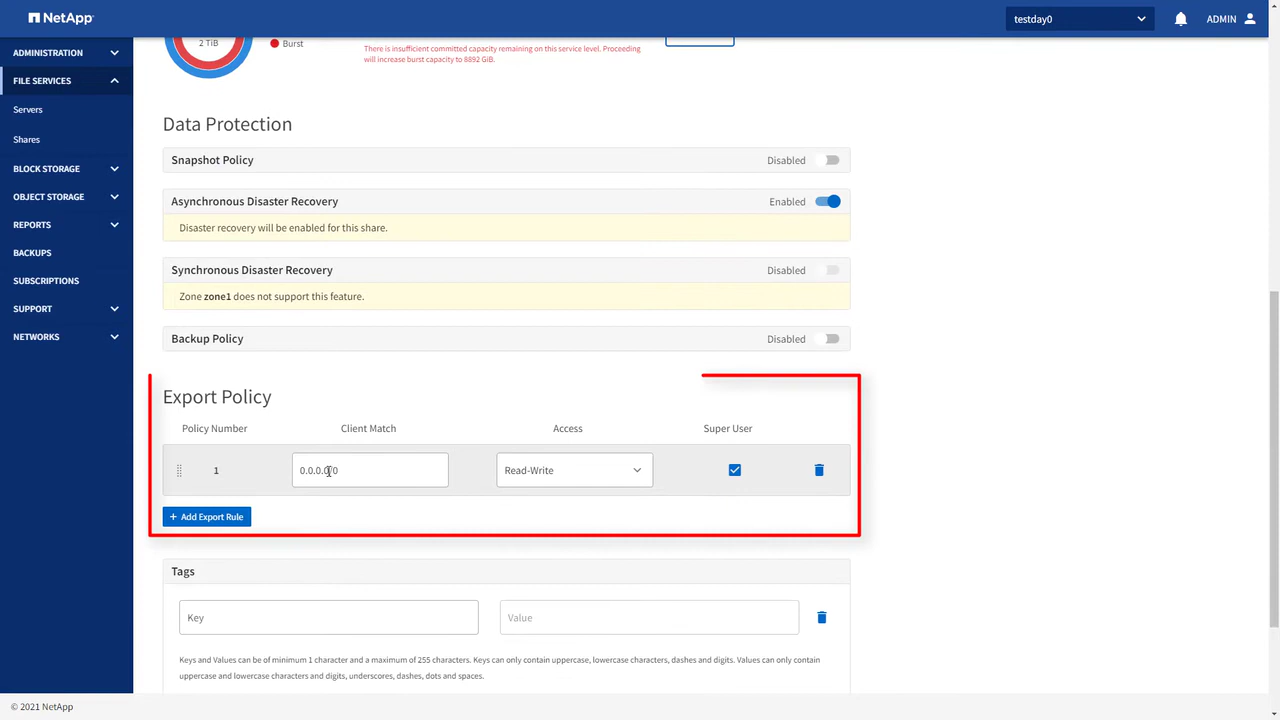 NetApp
testday0
ADMIN
ADMINISTRATION
FILE SERVICES
Servers
Shares
BLOCK STORAGE
OBJECT STORAGE
REPORTS
BACKUPS
SUBSCRIPTIONS
SUPPORT
NETWORKS
2 TiB
Burst
There is insufficient committed capacity remaining on this service level. Proceeding
will increase burst capacity to 8892 GiB.
Data Protection
Snapshot Policy Disabled
Asynchronous Disaster Recovery Enabled
Disaster recovery will be enabled for this share.
Synchronous Disaster Recovery Disabled
Zone zone1 does not support this feature.
Backup Policy Disabled
Export Policy
Policy Number Client Match Access Super User
1 0.0.0.0/0 Read-Write
+ Add Export Rule
Tags
Key Value
Keys and Values can be of minimum 1 character and a maximum of 255 characters. Keys can only contain uppercase, lowercase characters, dashes and digits. Values can only contain
uppercase and lowercase characters and digits, underscores, dashes, dots and spaces.
© 2021 NetApp